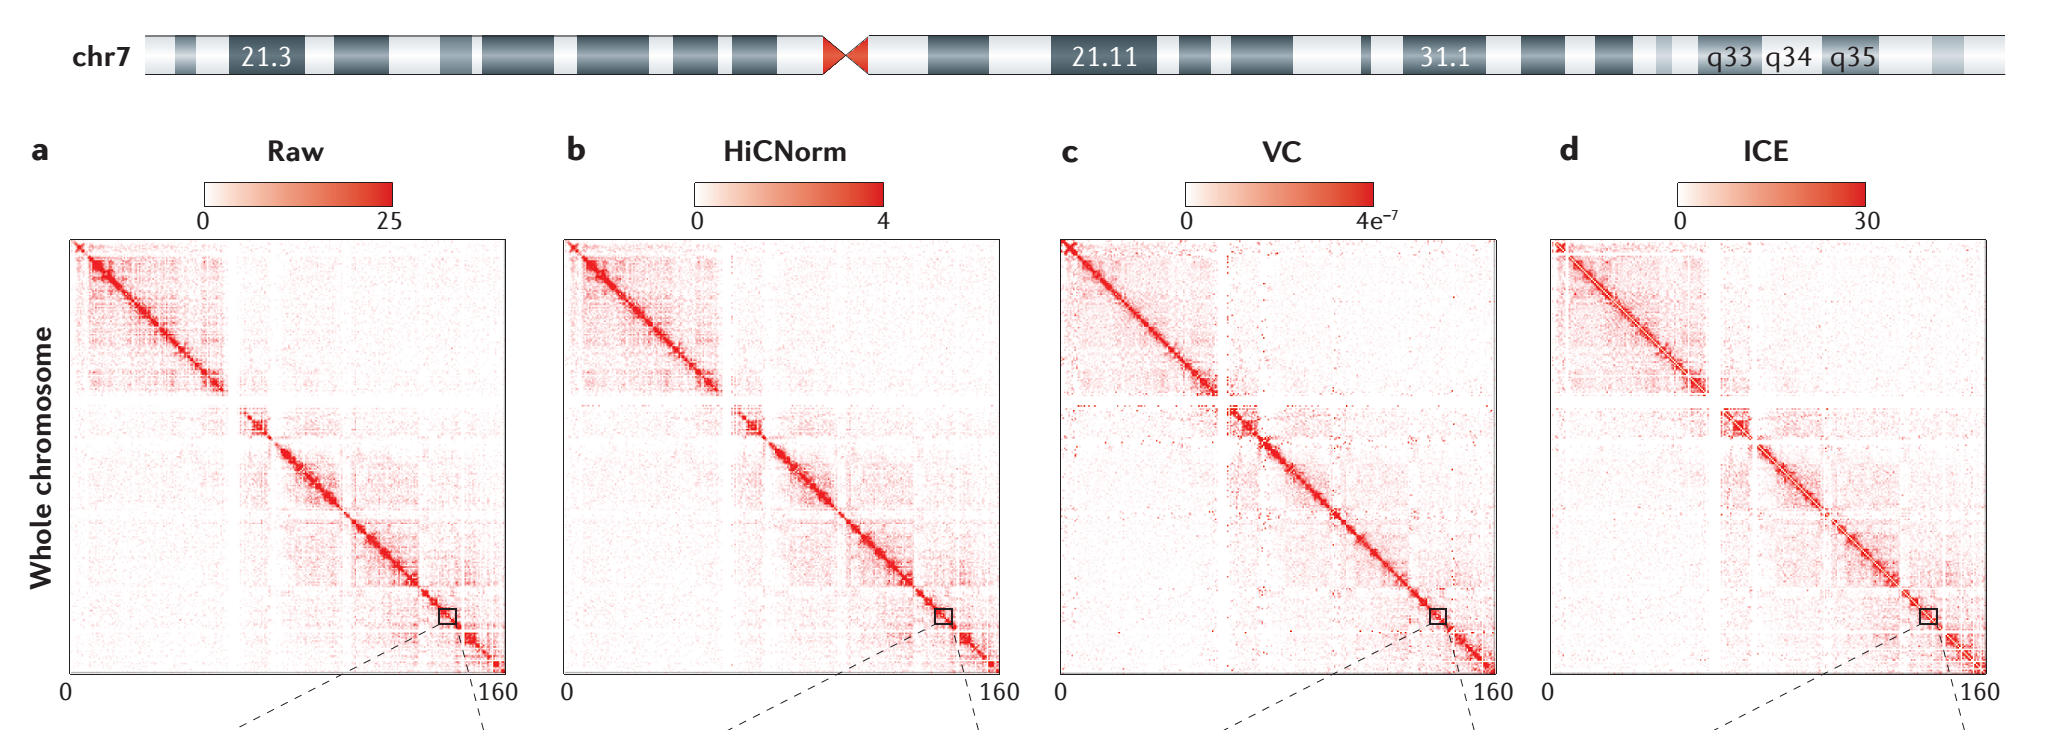 chr7 21.3 21.11 31.1 q33 q34 q35
a Raw b HiCNorm c VC d ICE
0 25 0 4 0 4e⁻⁷ 0 30
Whole chromosome
0 160 0 160 0 160 0 160